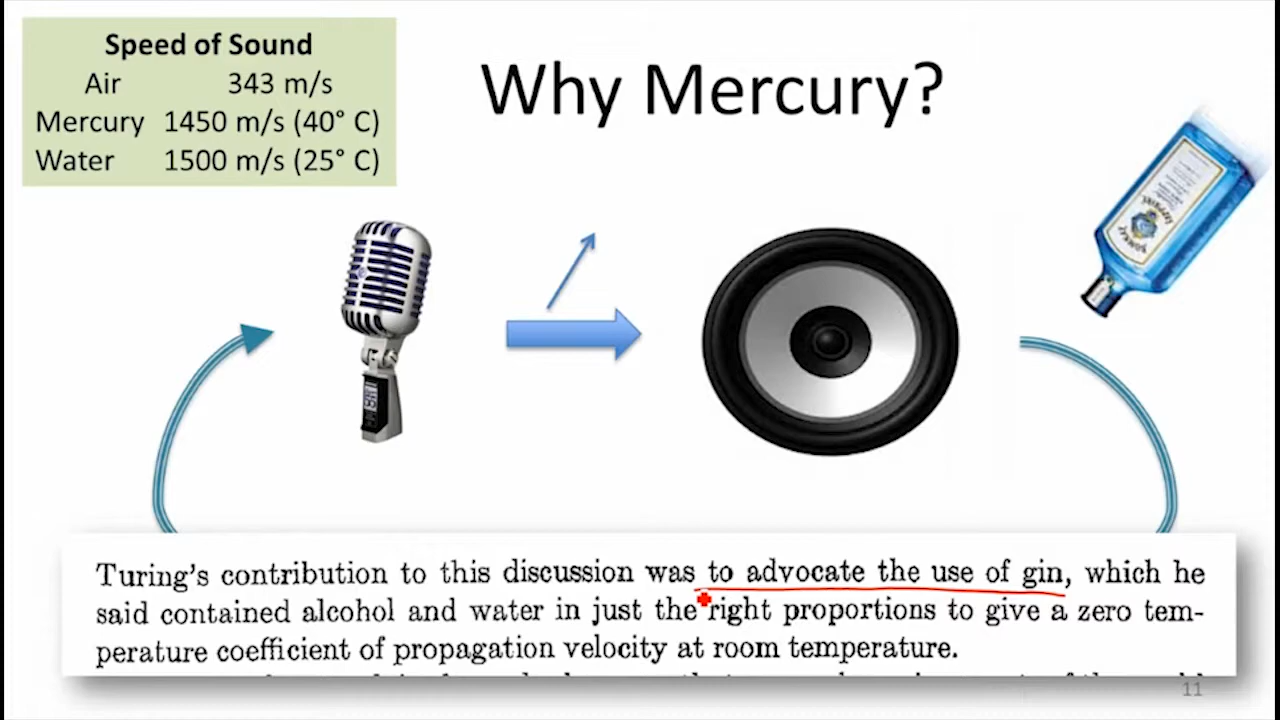 Speed of Sound
Air 343 m/s
Mercury 1450 m/s (40° C)
Water 1500 m/s (25° C)
Why Mercury?
Turing's contribution to this discussion was to advocate the use of gin, which he
said contained alcohol and water in just the right proportions to give a zero tem-
perature coefficient of propagation velocity at room temperature.
11